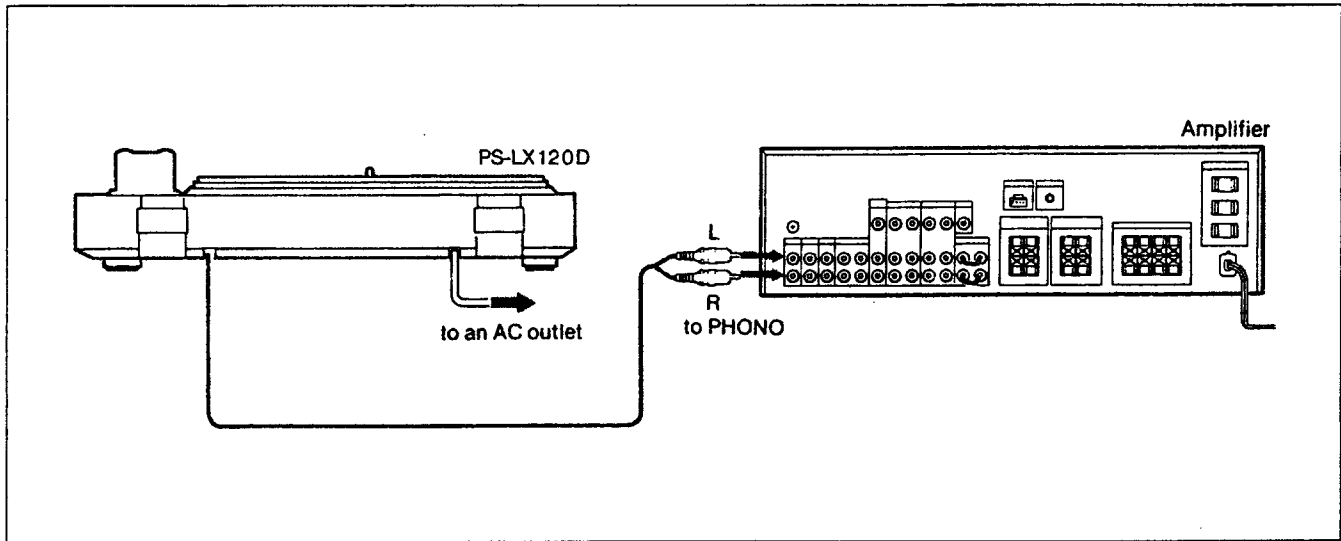 Amplifier
PS-LX120D
L
R
to PHONO
to an AC outlet